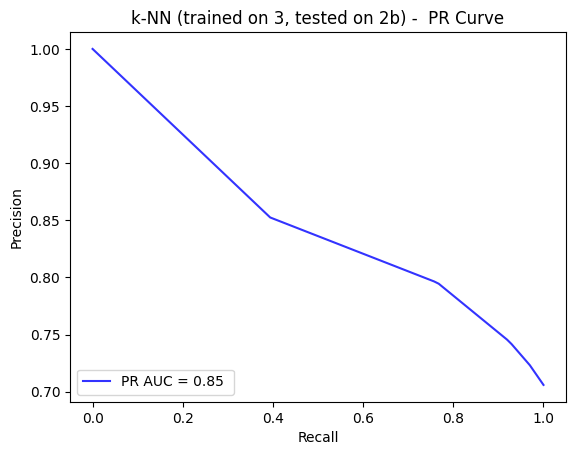 k-NN (trained on 3, tested on 2b) -  PR Curve
1.00
0.95
0.90
0.85
0.80
0.75
0.70
Precision
PR AUC = 0.85
0.0 0.2 0.4 0.6 0.8 1.0
Recall